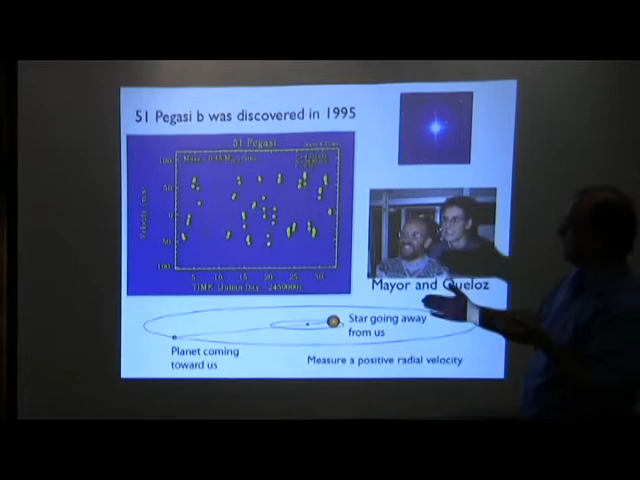 51 Pegasi b was discovered in 1995
51 Pegasi
Velocity (m/s)
100
50
0
50
100
0
5
10
15
20
25
30
TIME (Julian Day - 2450000)
Mayor and Queloz
Star going away
from us
Planet coming
toward us
Measure a positive radial velocity